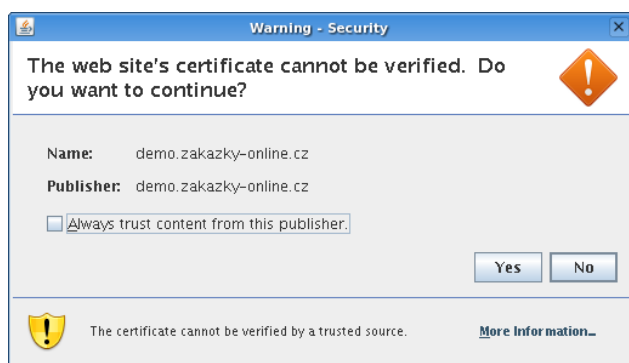 Warning - Security
The web site's certificate cannot be verified. Do
you want to continue?
Name: demo.zakazky-online.cz
Publisher: demo.zakazky-online.cz
Always trust content from this publisher.
Yes No
The certificate cannot be verified by a trusted source. More Information...